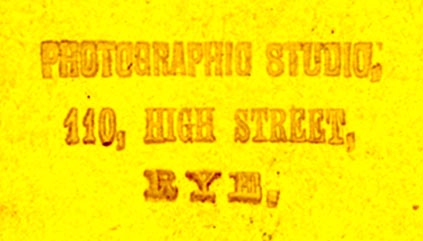 PHOTOGRAPHIC STUDIO,
110, HIGH STREET,
RYE.